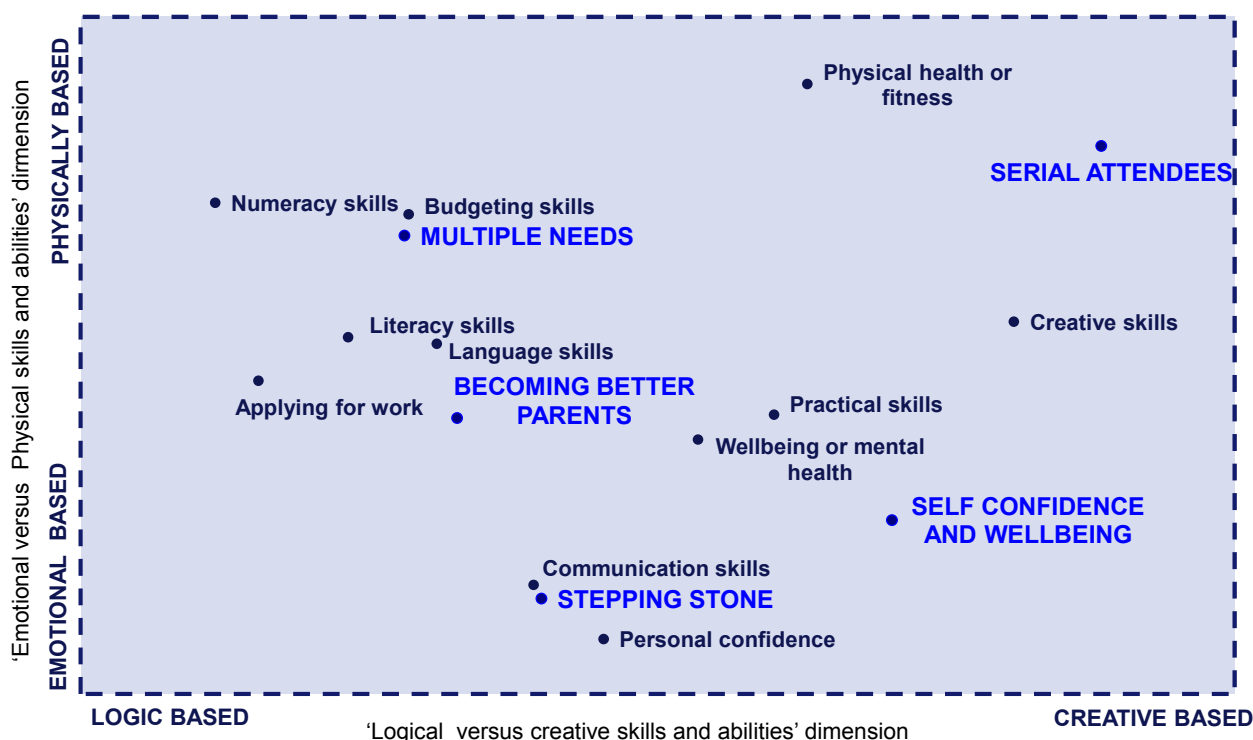 Physical health or
fitness
SERIAL ATTENDEES
Numeracy skills
Budgeting skills
MULTIPLE NEEDS
Creative skills
Literacy skills
Language skills
Applying for work
BECOMING BETTER
PARENTS
Practical skills
Wellbeing or mental
health
SELF CONFIDENCE
AND WELLBEING
Communication skills
STEPPING STONE
Personal confidence
PHYSICALLY BASED
EMOTIONAL BASED
‘Emotional versus Physical skills and abilities’ dirmension
LOGIC BASED
CREATIVE BASED
‘Logical versus creative skills and abilities’ dimension